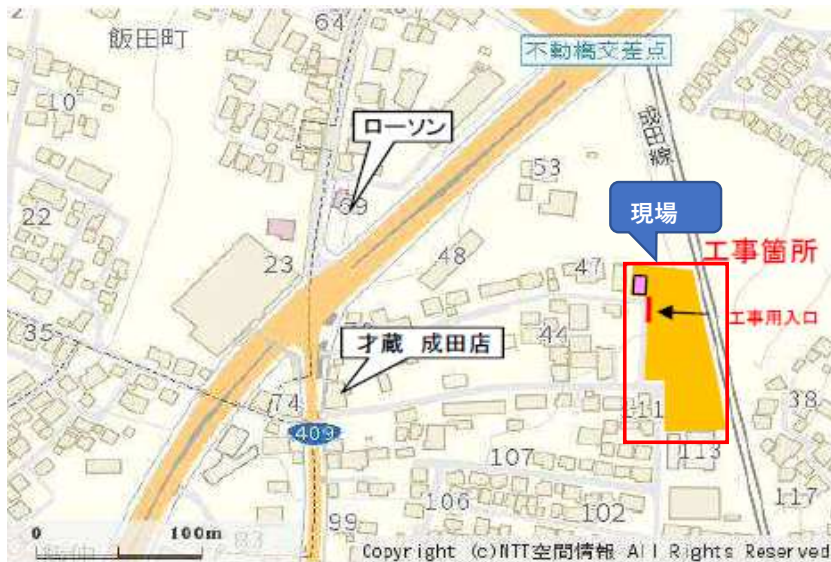 飯田町
64
不動橋交差点
10
ローソン
53
成田線
22
69
現場
工事箇所
23
48
47
工事用入口
35
44
才蔵 成田店
74
111
38
409
107
113
106
102
117
99
83
0
100m
Copyright (c)NTT空間情報 All Rights Reserved